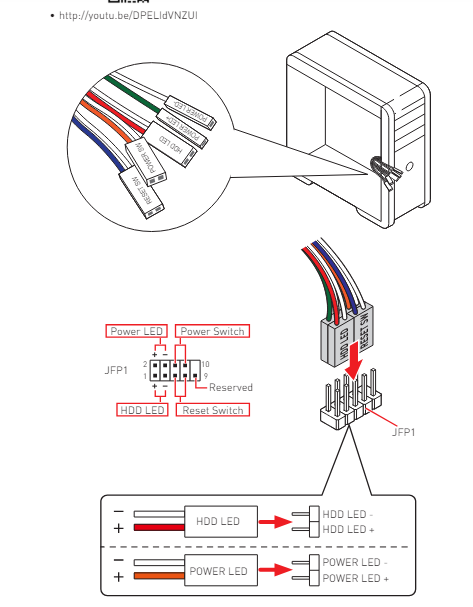 • http://youtu.be/DPELIdVNZUI
POWER LED-
POWER LED+
HDD LED
POWER SW
RESET SW
HDD LED
RESET SW
Power LED
Power Switch
+ −
JFP1
2
10
1
9
+ −
Reserved
HDD LED
Reset Switch
JFP1
−
+
HDD LED
HDD LED -
HDD LED +
−
+
POWER LED
POWER LED -
POWER LED +